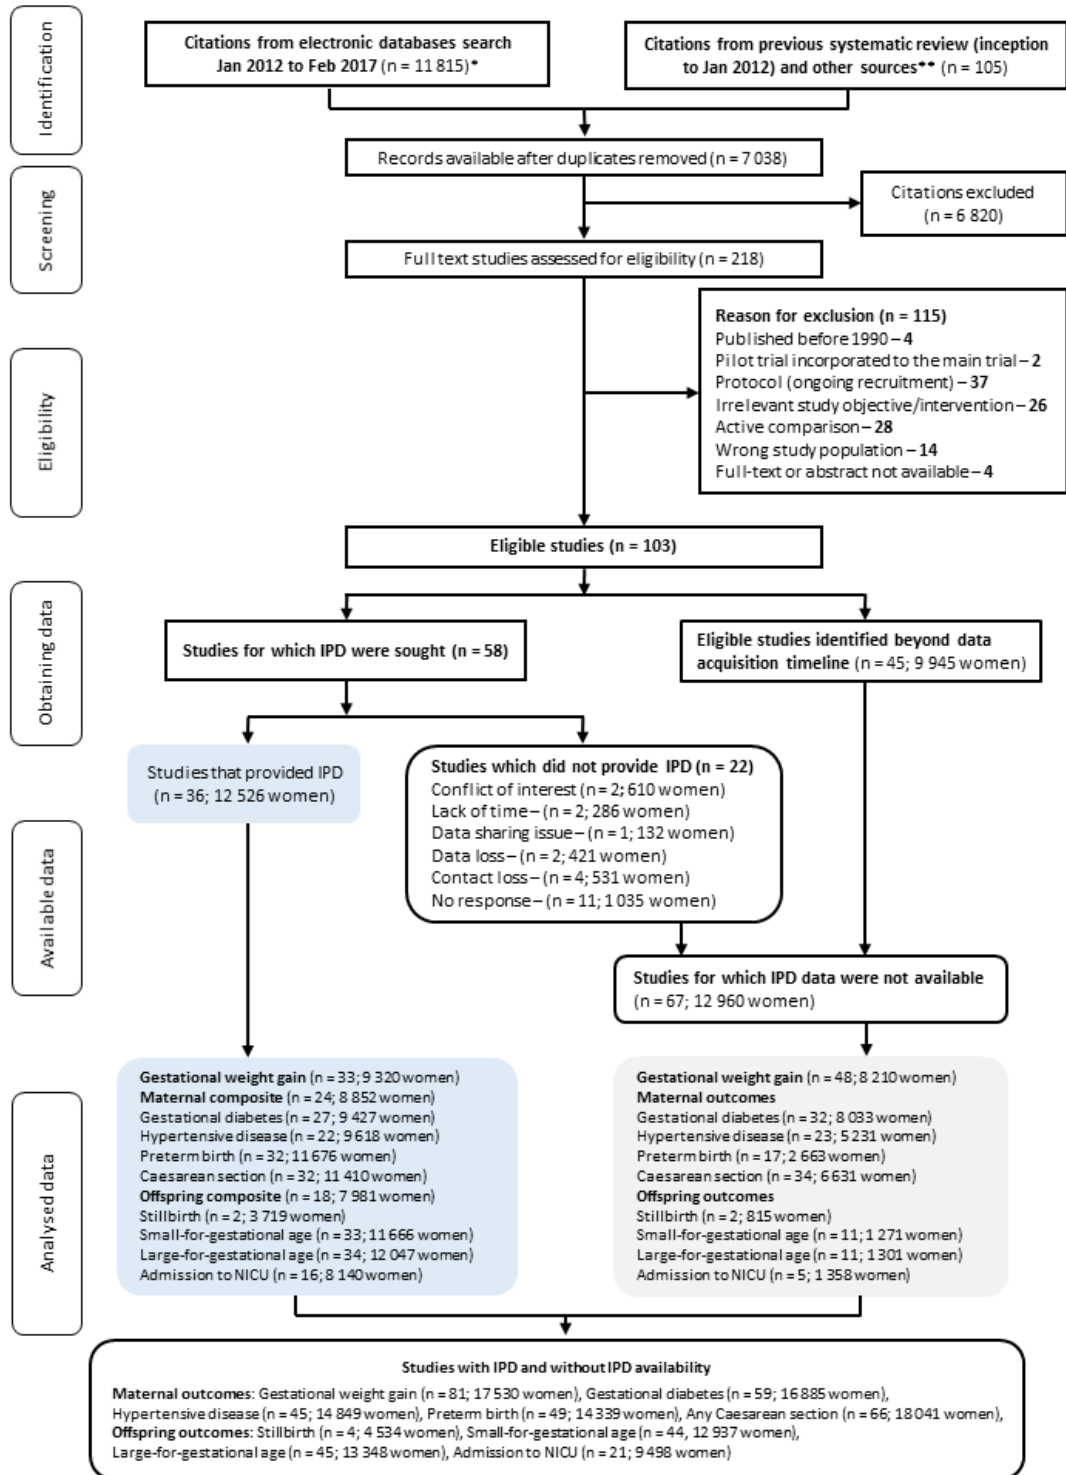 Identification
Citations from electronic databases search
Jan 2012 to Feb 2017 (n = 11 815)*
Citations from previous systematic review (inception
to Jan 2012) and other sources** (n = 105)
Records available after duplicates removed (n = 7 038)
Screening
Citations excluded
(n = 6 820)
Full text studies assessed for eligibility (n = 218)
Eligibility
Reason for exclusion (n = 115)
Published before 1990 – 4
Pilot trial incorporated to the main trial – 2
Protocol (ongoing recruitment) – 37
Irrelevant study objective/intervention – 26
Active comparison – 28
Wrong study population – 14
Full-text or abstract not available – 4
Eligible studies (n = 103)
Obtaining data
Studies for which IPD were sought (n = 58)
Eligible studies identified beyond data
acquisition timeline (n = 45; 9 945 women)
Studies that provided IPD
(n = 36; 12 526 women)
Studies which did not provide IPD (n = 22)
Conflict of interest (n = 2; 610 women)
Lack of time – (n = 2; 286 women)
Data sharing issue – (n = 1; 132 women)
Data loss – (n = 2; 421 women)
Contact loss – (n = 4; 531 women)
No response – (n = 11; 1 035 women)
Available data
Studies for which IPD data were not available
(n = 67; 12 960 women)
Analysed data
Gestational weight gain (n = 33; 9 320 women)
Maternal composite (n = 24; 8 852 women)
Gestational diabetes (n = 27; 9 427 women)
Hypertensive disease (n = 22; 9 618 women)
Preterm birth (n = 32; 11 676 women)
Caesarean section (n = 32; 11 410 women)
Offspring composite (n = 18; 7 981 women)
Stillbirth (n = 2; 3 719 women)
Small-for-gestational age (n = 33; 11 666 women)
Large-for-gestational age (n = 34; 12 047 women)
Admission to NICU (n = 16; 8 140 women)
Gestational weight gain (n = 48; 8 210 women)
Maternal outcomes
Gestational diabetes (n = 32; 8 033 women)
Hypertensive disease (n = 23; 5 231 women)
Preterm birth (n = 17; 2 663 women)
Caesarean section (n = 34; 6 631 women)
Offspring outcomes
Stillbirth (n = 2; 815 women)
Small-for-gestational age (n = 11; 1 271 women)
Large-for-gestational age (n = 11; 1 301 women)
Admission to NICU (n = 5; 1 358 women)
Studies with IPD and without IPD availability
Maternal outcomes: Gestational weight gain (n = 81; 17 530 women), Gestational diabetes (n = 59; 16 885 women),
Hypertensive disease (n = 45; 14 849 women), Preterm birth (n = 49; 14 339 women), Any Caesarean section (n = 66; 18 041 women),
Offspring outcomes: Stillbirth (n = 4; 4 534 women), Small-for-gestational age (n = 44, 12 937 women),
Large-for-gestational age (n = 45; 13 348 women), Admission to NICU (n = 21; 9 498 women)